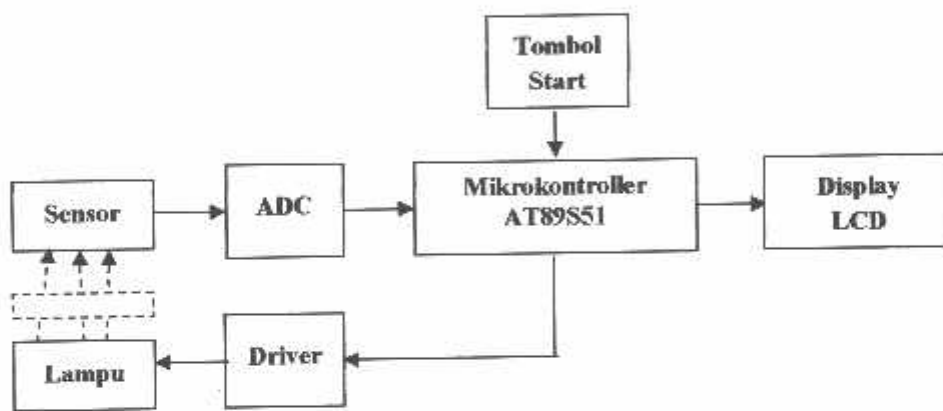 Tombol
Start
Sensor
ADC
Mikrokontroller
AT89S51
Display
LCD
Lampu
Driver